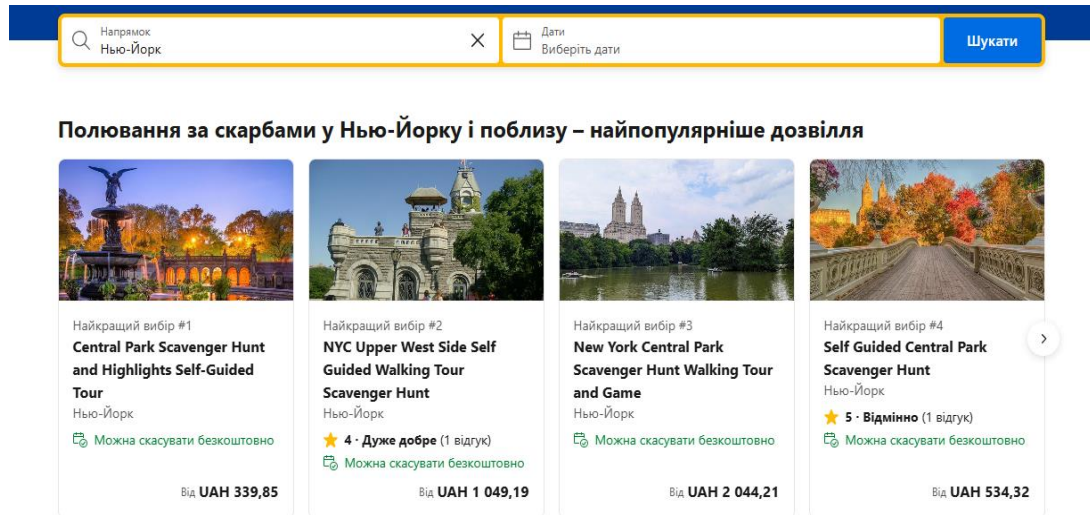 Напрямок
Нью-Йорк
Дати
Виберіть дати
Шукати
Полювання за скарбами у Нью-Йорку і поблизу – найпопулярніше дозвілля
Найкращий вибір #1
Central Park Scavenger Hunt
and Highlights Self-Guided
Tour
Нью-Йорк
Можна скасувати безкоштовно
Від UAH 339,85
Найкращий вибір #2
NYC Upper West Side Self
Guided Walking Tour
Scavenger Hunt
Нью-Йорк
4 · Дуже добре (1 відгук)
Можна скасувати безкоштовно
Від UAH 1 049,19
Найкращий вибір #3
New York Central Park
Scavenger Hunt Walking Tour
and Game
Нью-Йорк
Можна скасувати безкоштовно
Від UAH 2 044,21
Найкращий вибір #4
Self Guided Central Park
Scavenger Hunt
Нью-Йорк
5 · Відмінно (1 відгук)
Можна скасувати безкоштовно
Від UAH 534,32